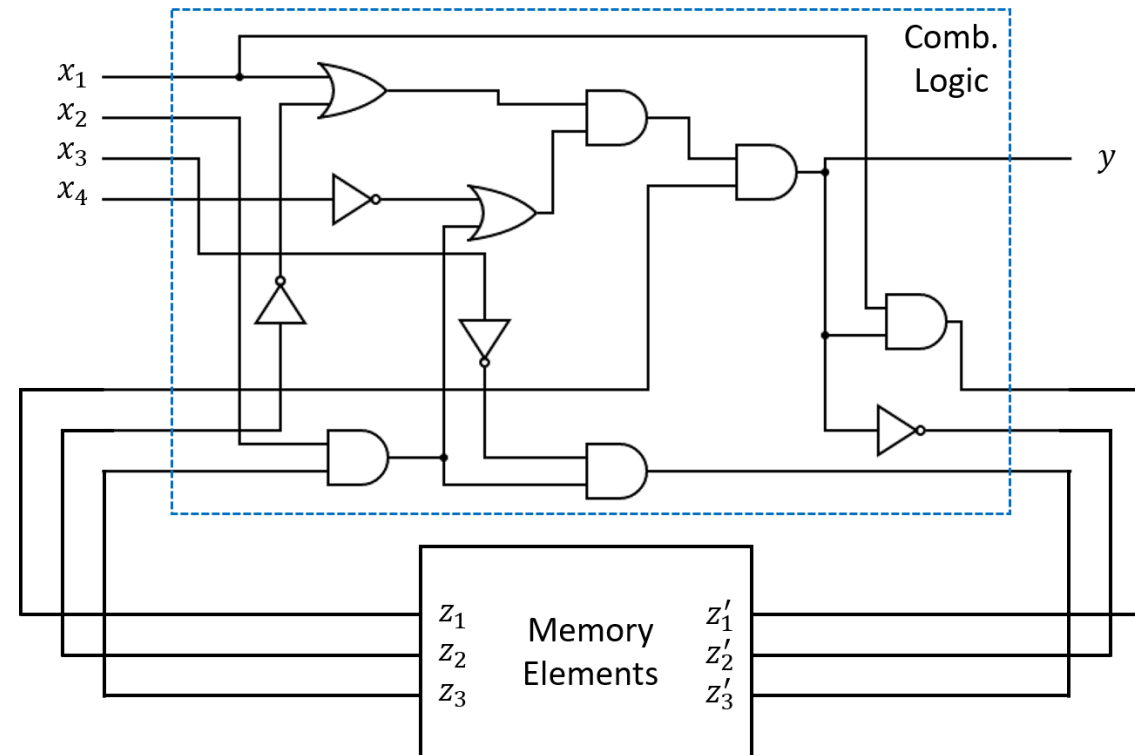 Comb.
Logic
x₁
x₂
x₃
x₄
y
z₁
z₂
z₃
Memory
Elements
z₁′
z₂′
z₃′